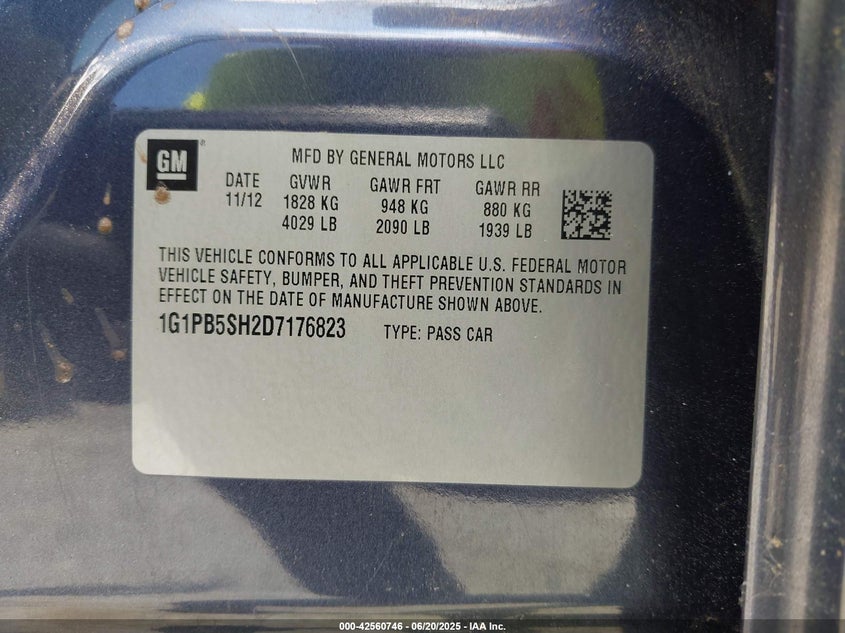 GM
MFD BY GENERAL MOTORS LLC
DATE GVWR GAWR FRT GAWR RR
11/12 1828 KG 948 KG 880 KG
4029 LB 2090 LB 1939 LB
THIS VEHICLE CONFORMS TO ALL APPLICABLE U.S. FEDERAL MOTOR
VEHICLE SAFETY, BUMPER, AND THEFT PREVENTION STANDARDS IN
EFFECT ON THE DATE OF MANUFACTURE SHOWN ABOVE.
1G1PB5SH2D7176823 TYPE: PASS CAR
000-42560746 - 06/20/2025 - IAA Inc.